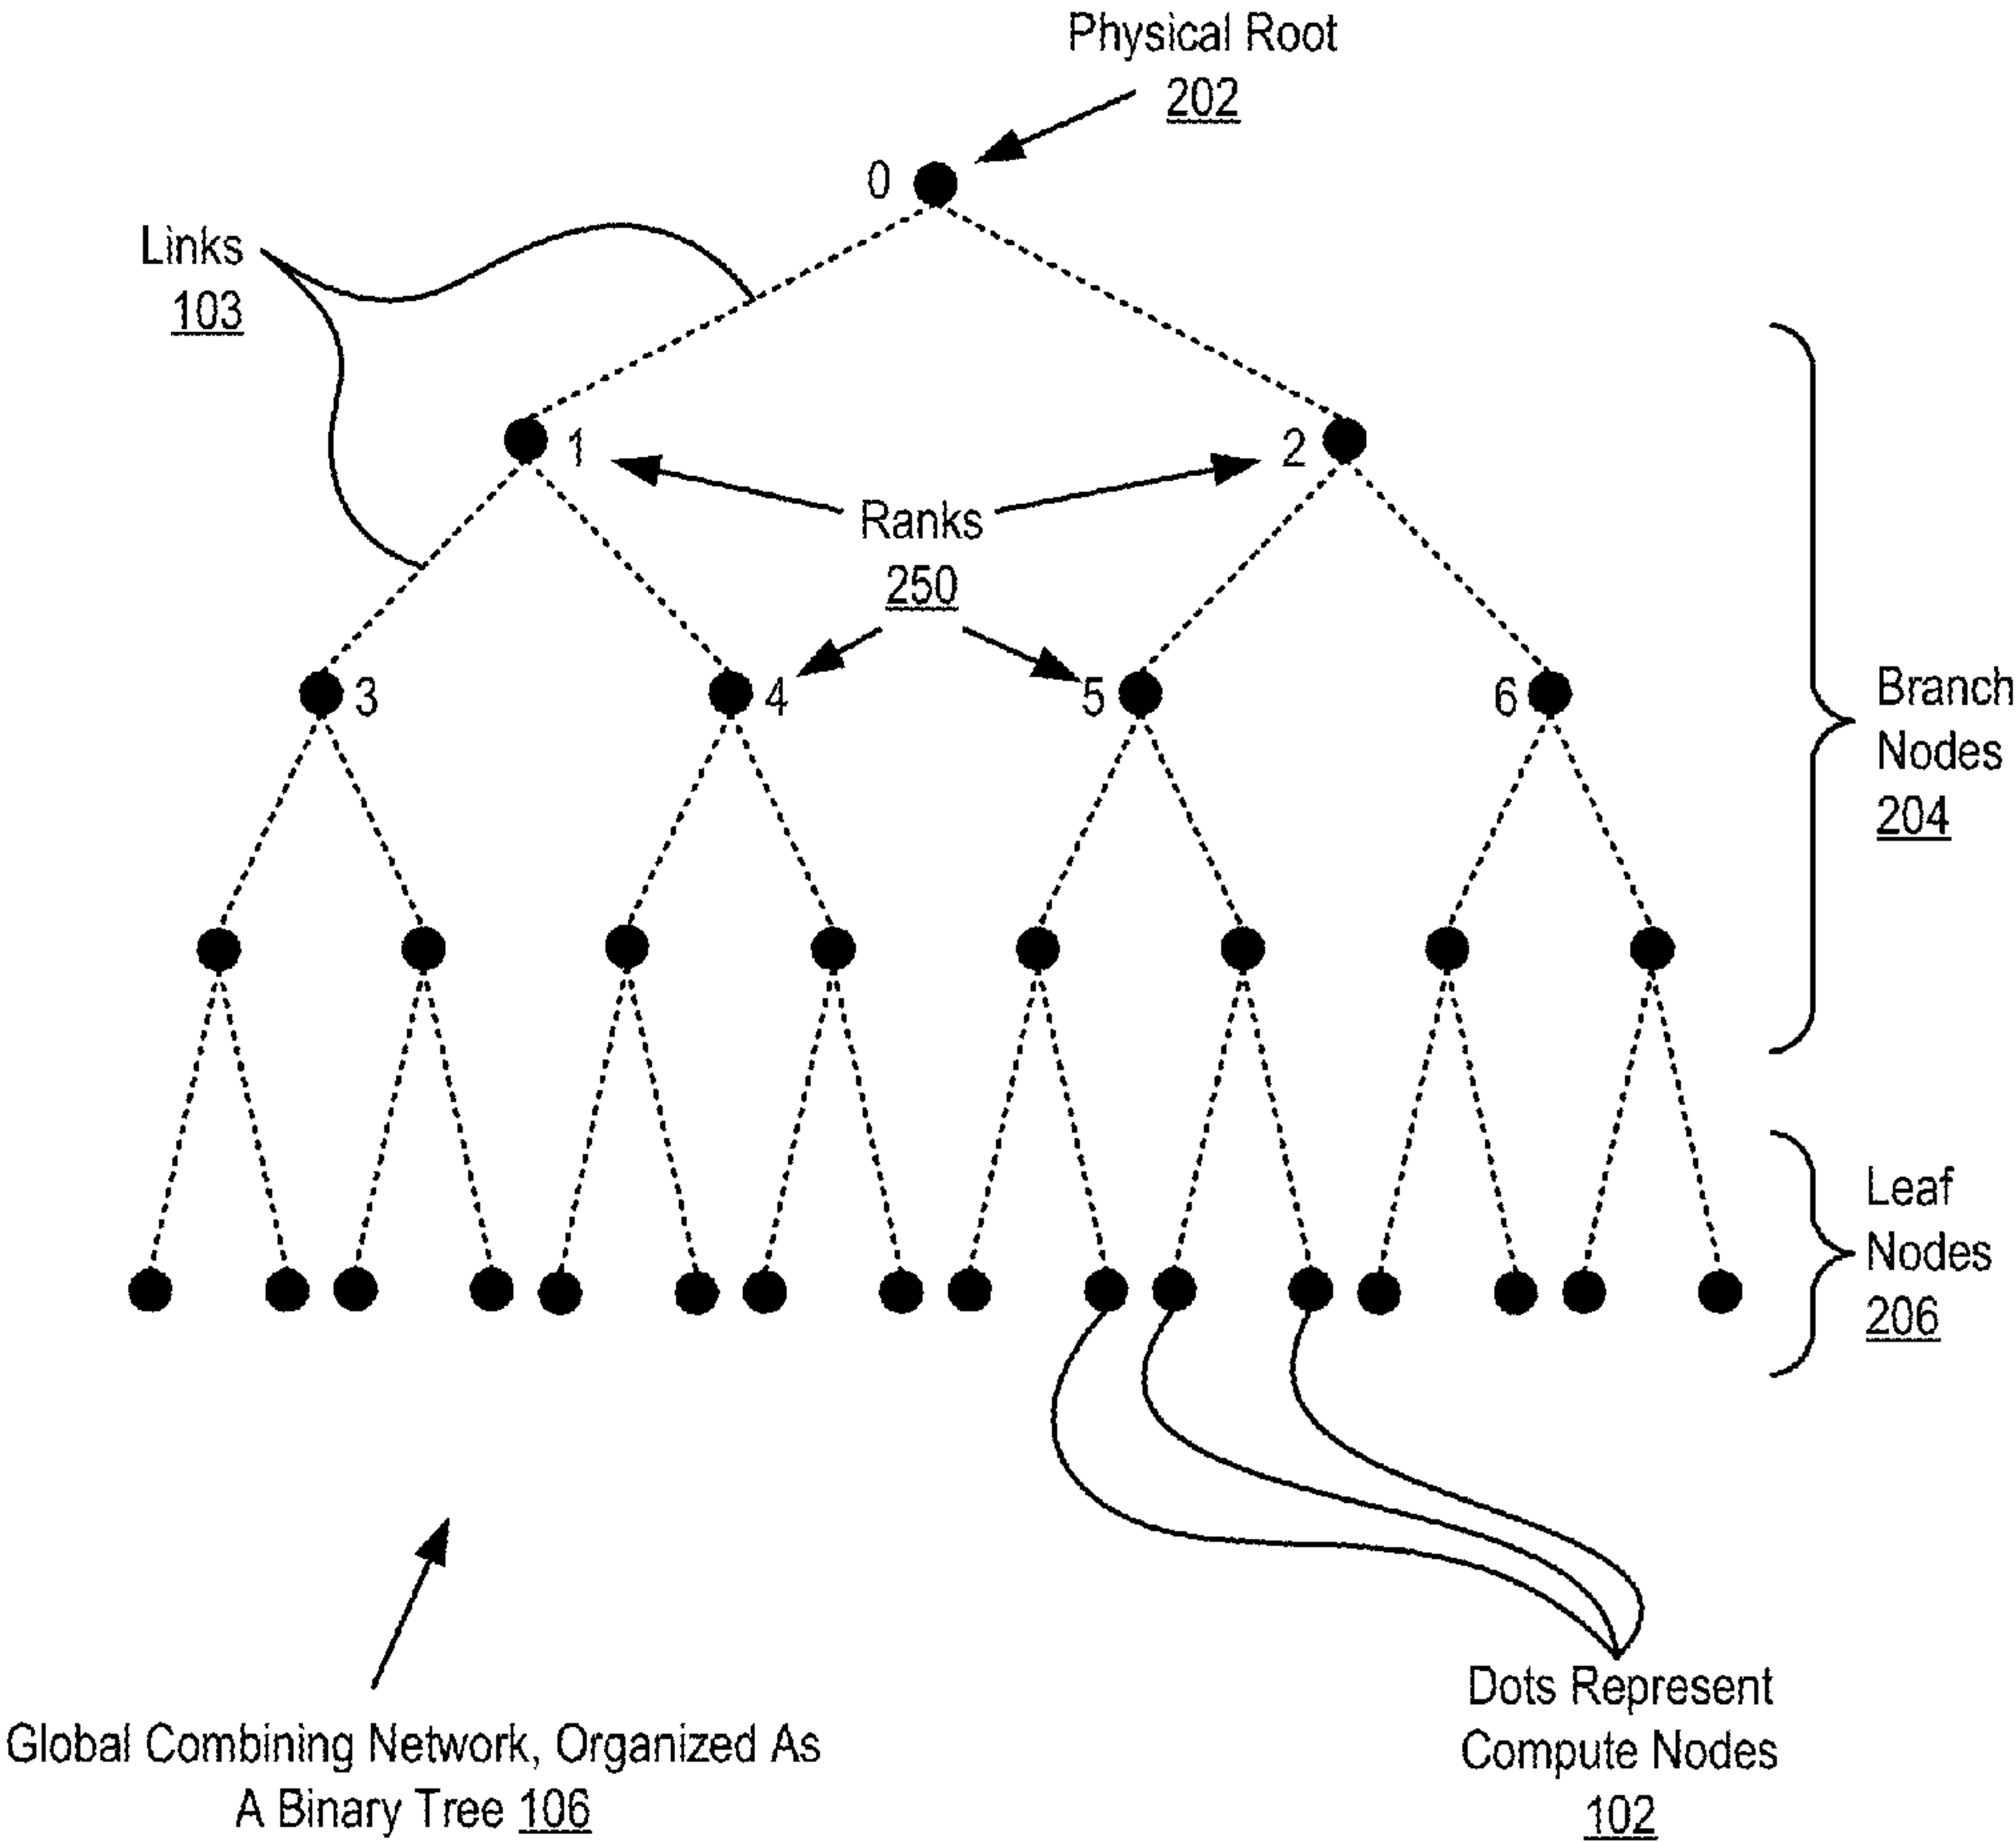 Physical Root
202
0
Links
103
1
2
Ranks
250
3
4
5
6
Branch
Nodes
204
Leaf
Nodes
206
Dots Represent
Compute Nodes
102
Global Combining Network, Organized As
A Binary Tree 106